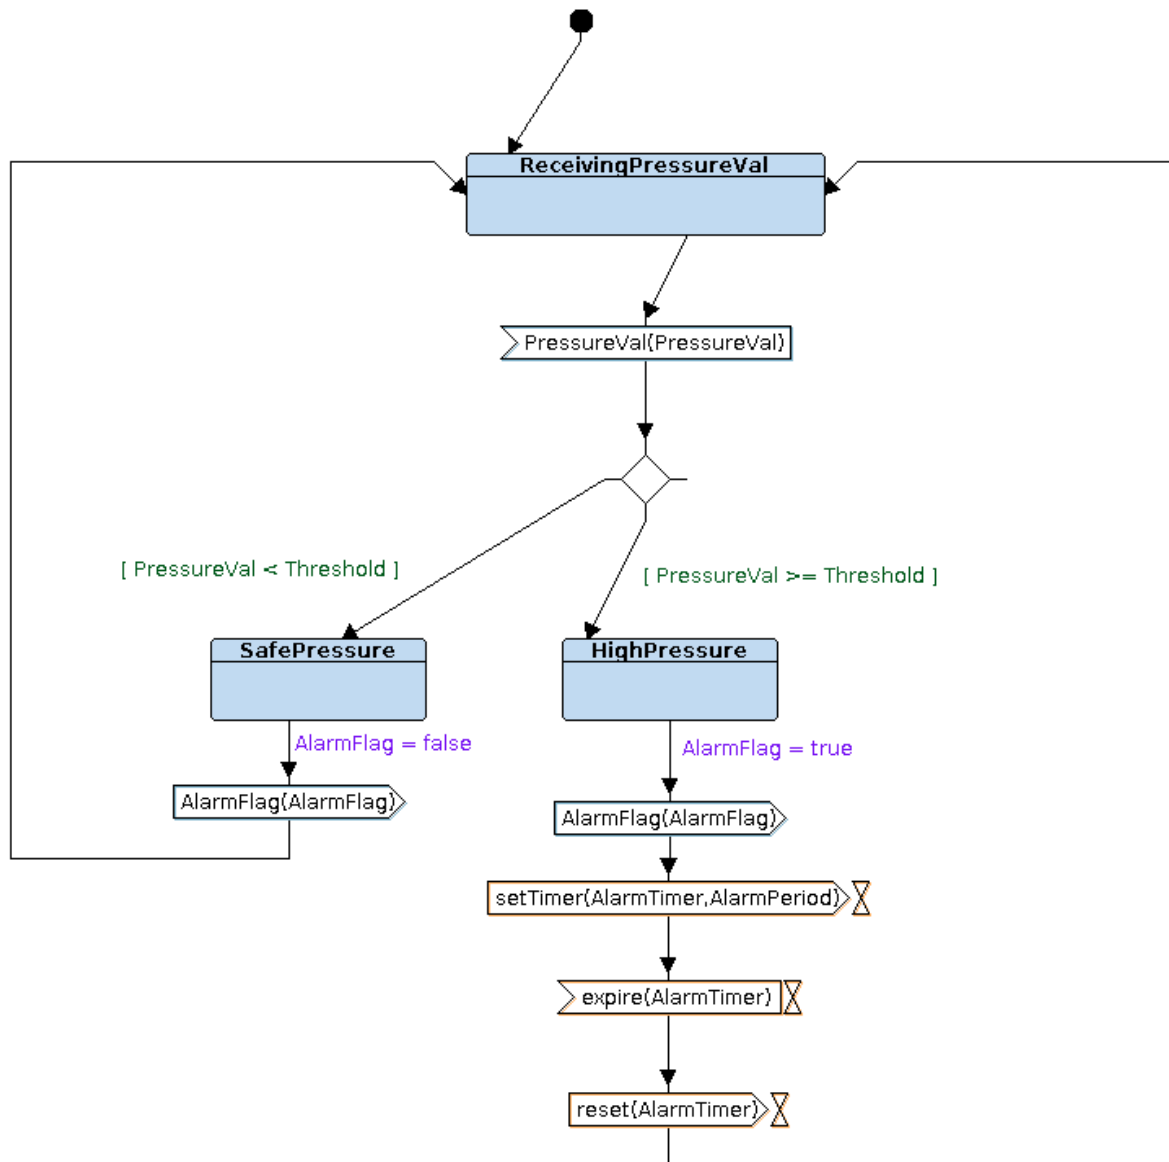 ReceivingPressureVal
PressureVal(PressureVal)
[ PressureVal < Threshold ]
[ PressureVal >= Threshold ]
SafePressure
HighPressure
AlarmFlag = false
AlarmFlag = true
AlarmFlag(AlarmFlag)
AlarmFlag(AlarmFlag)
setTimer(AlarmTimer,AlarmPeriod)
expire(AlarmTimer)
reset(AlarmTimer)